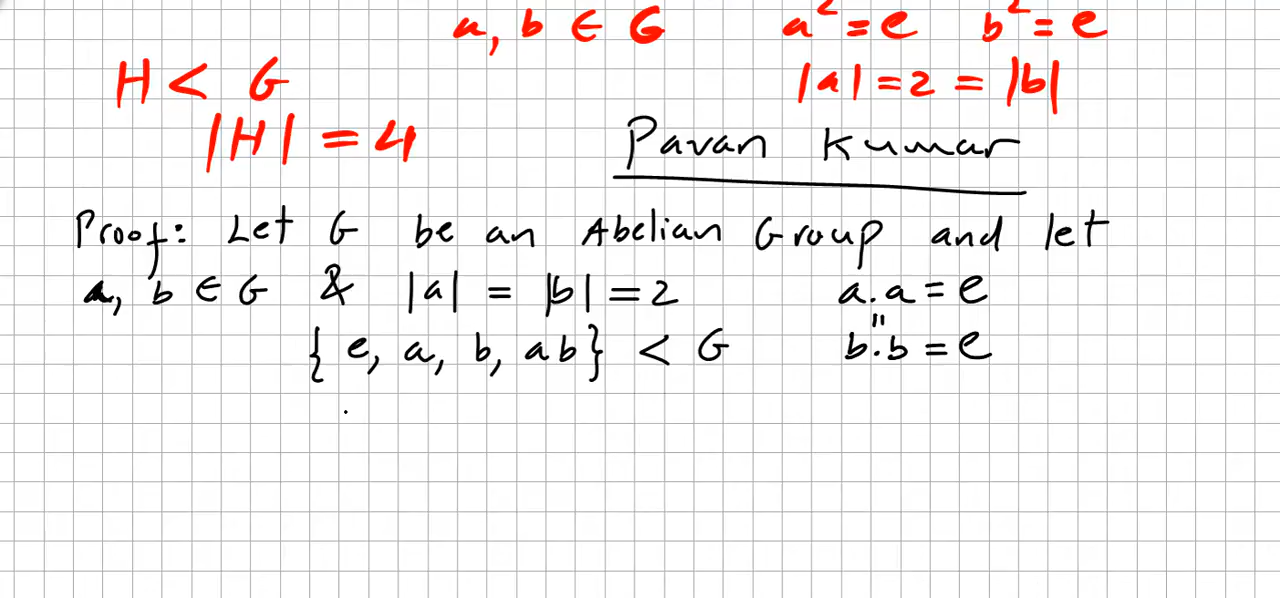 a, b ∈ G a² = e b² = e
H < G |a| = 2 = |b|
|H| = 4
Pavan Kumar
Proof: Let G be an Abelian Group and let
a, b ∈ G & |a| = |b| = 2 a.a = e
"
{ e, a, b, ab} < G b.b = e